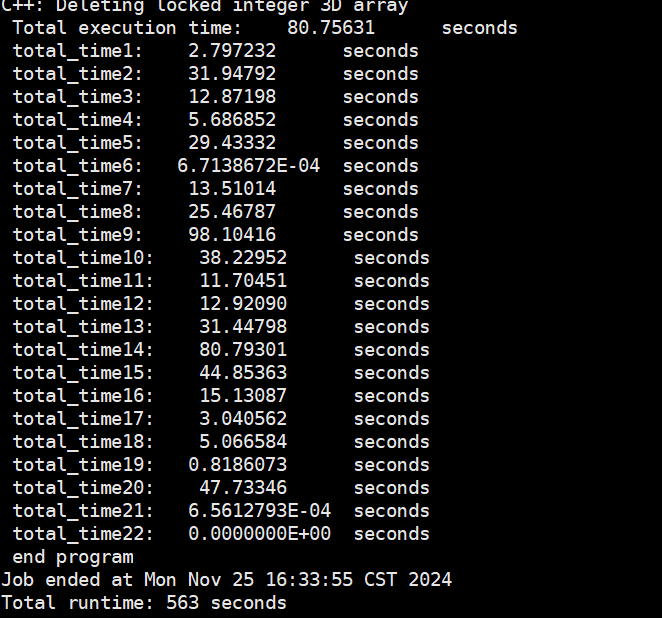 C++: Deleting locked integer 3D array
Total execution time: 80.75631 seconds
total_time1: 2.797232 seconds
total_time2: 31.94792 seconds
total_time3: 12.87198 seconds
total_time4: 5.686852 seconds
total_time5: 29.43332 seconds
total_time6: 6.7138672E-04 seconds
total_time7: 13.51014 seconds
total_time8: 25.46787 seconds
total_time9: 98.10416 seconds
total_time10: 38.22952 seconds
total_time11: 11.70451 seconds
total_time12: 12.92090 seconds
total_time13: 31.44798 seconds
total_time14: 80.79301 seconds
total_time15: 44.85363 seconds
total_time16: 15.13087 seconds
total_time17: 3.040562 seconds
total_time18: 5.066584 seconds
total_time19: 0.8186073 seconds
total_time20: 47.73346 seconds
total_time21: 6.5612793E-04 seconds
total_time22: 0.0000000E+00 seconds
end program
Job ended at Mon Nov 25 16:33:55 CST 2024
Total runtime: 563 seconds